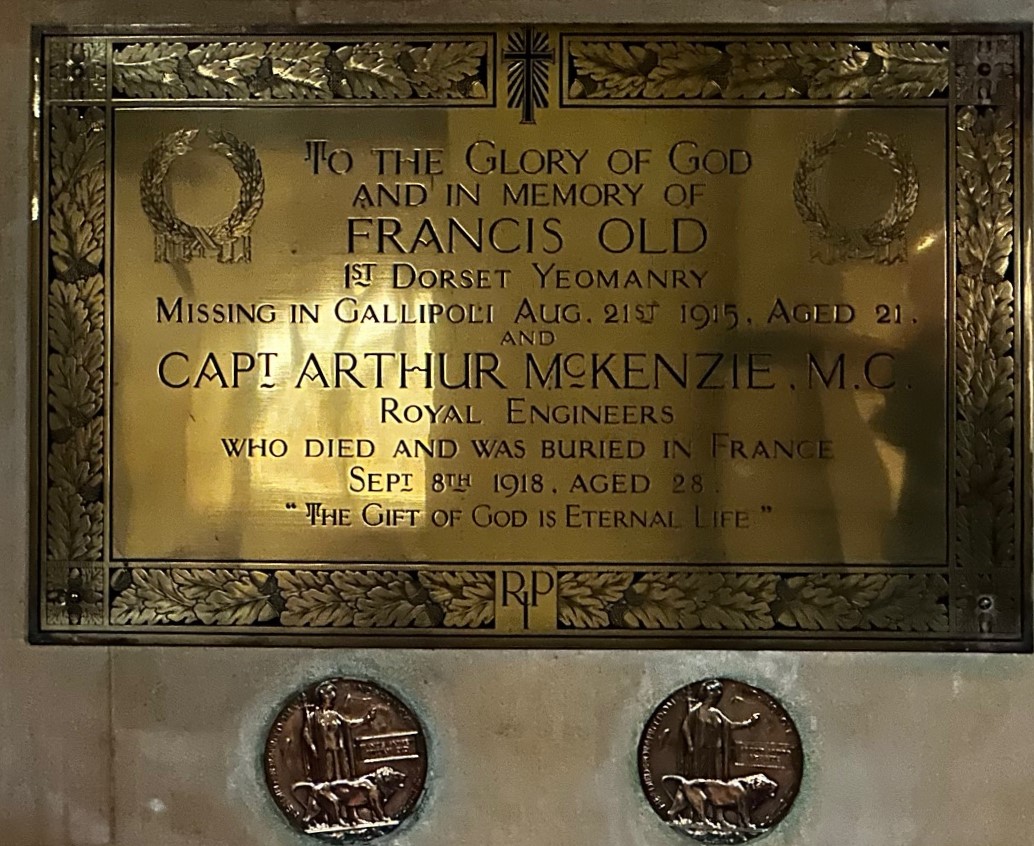 To the Glory of God
and in memory of
FRANCIS OLD
1st Dorset Yeomanry
Missing in Gallipoli Aug. 21st 1915. Aged 21.
and
CAPT ARTHUR McKENZIE. M.C.
Royal Engineers
who died and was buried in France
Sept 8th 1918. aged 28.
"The Gift of God is Eternal Life"
RIP